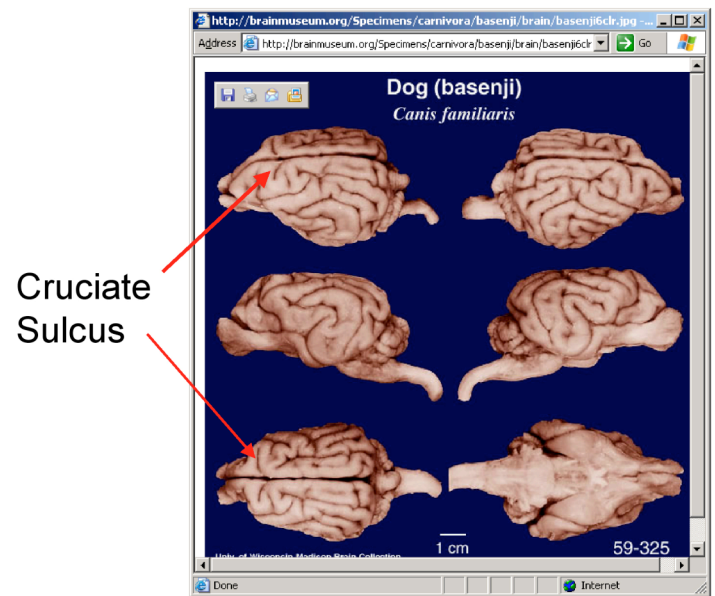 http://brainmuseum.org/Specimens/carnivora/basenji/brain/basenji6clr.jpg - ...
Address http://brainmuseum.org/Specimens/carnivora/basenji/brain/basenji6clr Go
Dog (basenji)
Canis familiaris
Cruciate
Sulcus
1 cm
59-325
Univ. of Wisconsin-Madison Brain Collection
Done
Internet